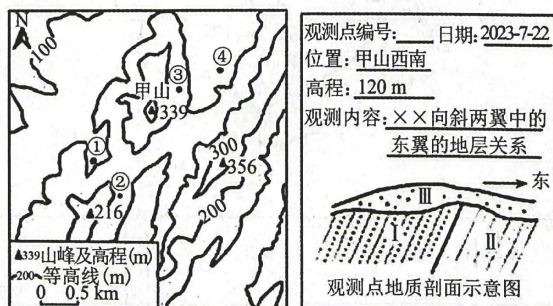 N
100
④
③
甲山
▲339
①
300
▲356
②
▲216
200
▲339山峰及高程(m)
~200~等高线(m)
0 0.5 km
观测点编号:___ 日期:2023-7-22
位置:甲山西南
高程:120 m
观测内容:××向斜两翼中的
东翼的地层关系
东
Ⅲ
Ⅰ
Ⅱ
观测点地质剖面示意图